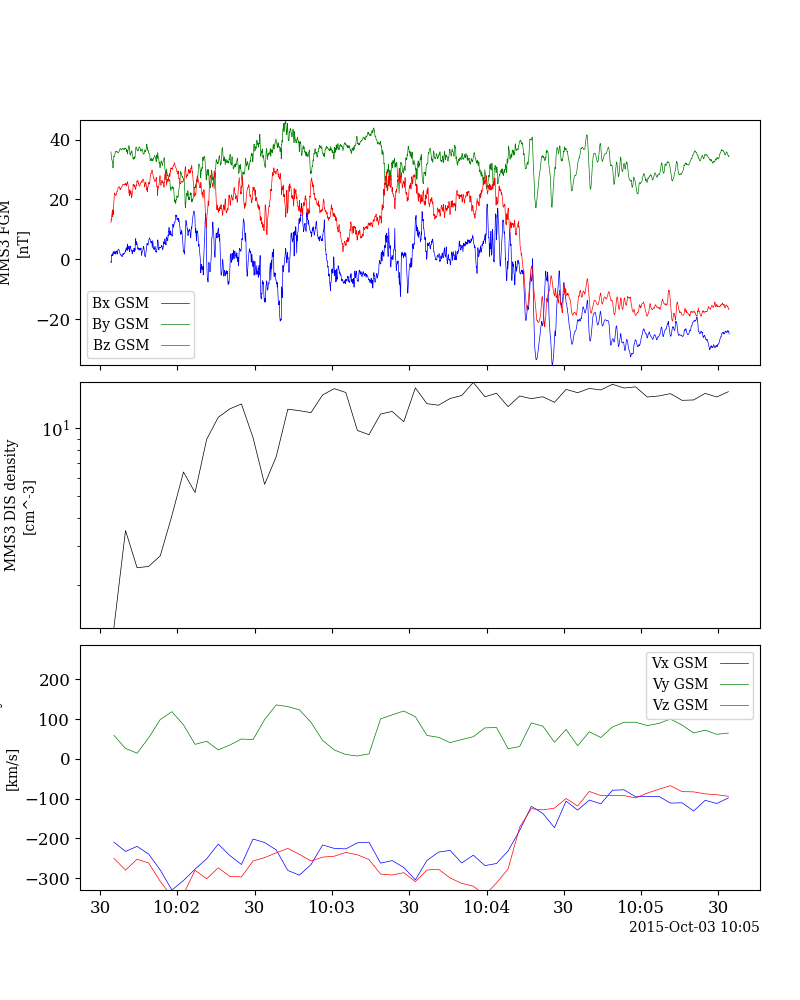 40
20
0
−20
MMS3 FGM
[nT]
Bx GSM
By GSM
Bz GSM
10^1
MMS3 DIS density
[cm^-3]
200
100
0
−100
−200
−300
[km/s]
Vx GSM
Vy GSM
Vz GSM
30 10:02 30 10:03 30 10:04 30 10:05 30
2015-Oct-03 10:05